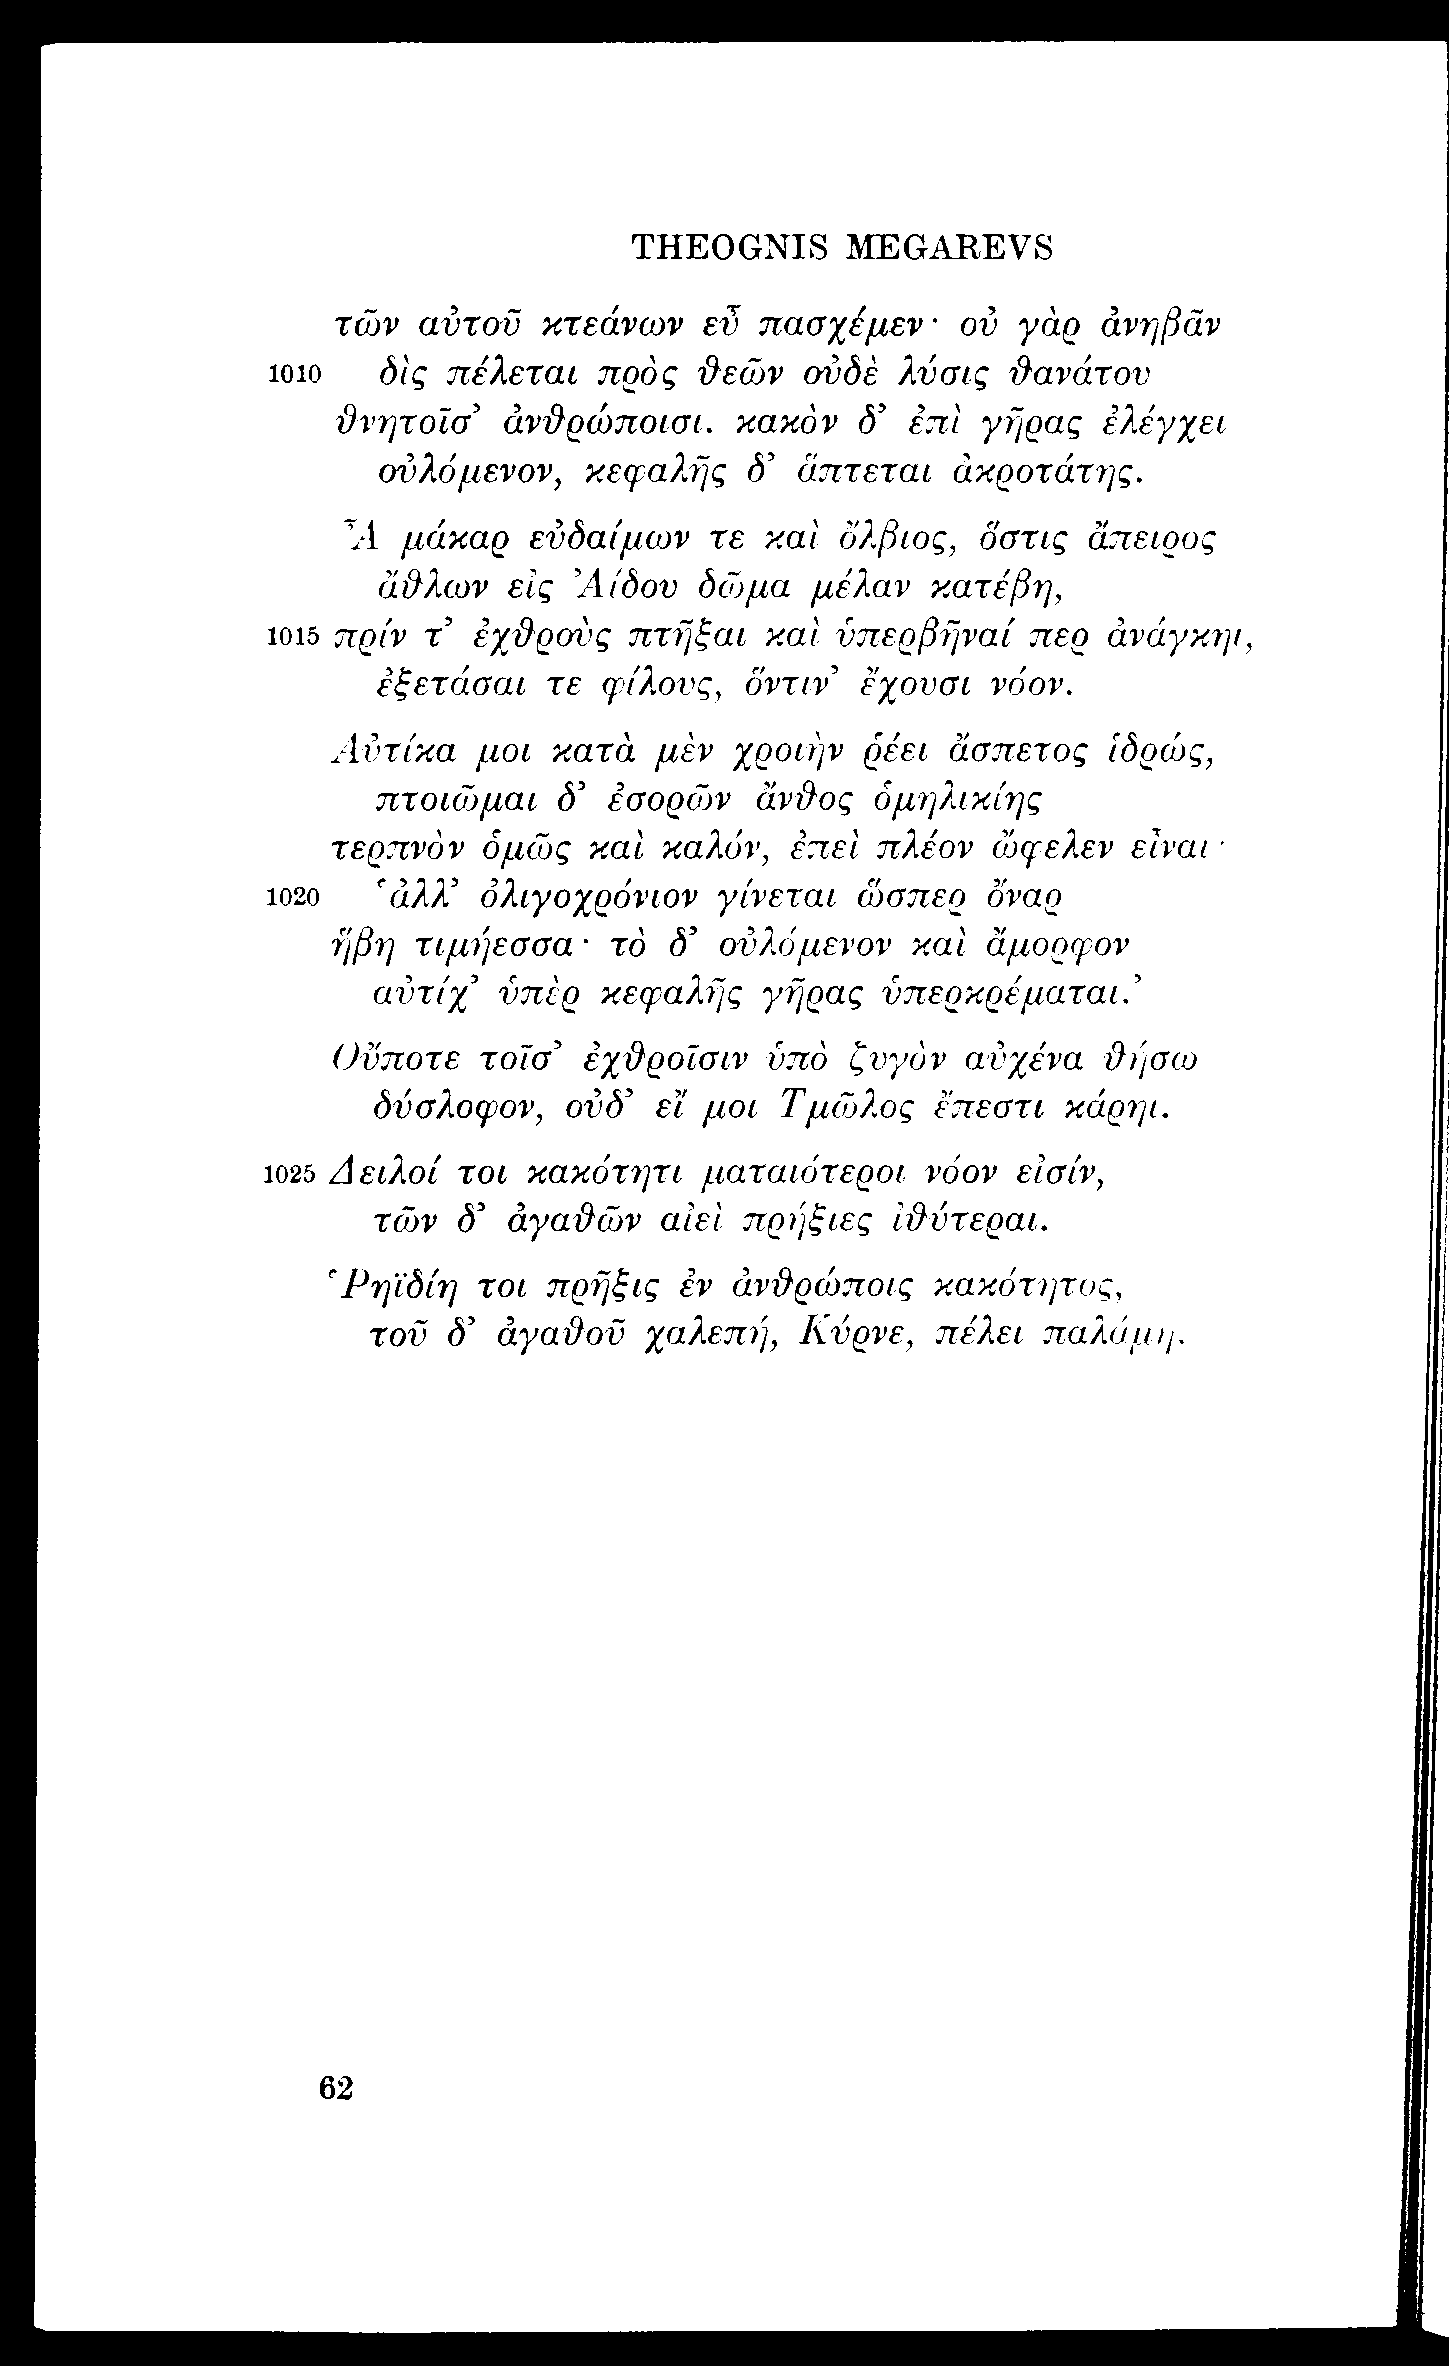 THEOGNIS MEGAREVS
τῶν αὐτοῦ κτεάνων εὖ πασχέμεν· οὐ γὰρ ἀνηβᾶν
1010 δὶς πέλεται πρὸς θεῶν οὐδὲ λύσις θανάτου
θνητοῖσ’ ἀνθρώποισι. κακὸν δ’ ἐπὶ γῆρας ἐλέγχει
οὐλόμενον, κεφαλῆς δ’ ἅπτεται ἀκροτάτης.
Ἆ μάκαρ εὐδαίμων τε καὶ ὄλβιος, ὅστις ἄπειρος
ἄθλων εἰς Ἀίδου δῶμα μέλαν κατέβη,
1015 πρίν τ’ ἐχθροὺς πτῆξαι καὶ ὑπερβῆναί περ ἀνάγκηι,
ἐξετάσαι τε φίλους, ὅντιν’ ἔχουσι νόον.
Αὐτίκα μοι κατὰ μὲν χροιὴν ῥέει ἄσπετος ἱδρώς,
πτοιῶμαι δ’ ἐσορῶν ἄνθος ὁμηλικίης
τερπνὸν ὁμῶς καὶ καλόν, ἐπεὶ πλέον ὤφελεν εἶναι·
1020 ‘ἀλλ’ ὀλιγοχρόνιον γίνεται ὥσπερ ὄναρ
ἥβη τιμήεσσα· τὸ δ’ οὐλόμενον καὶ ἄμορφον
αὐτίχ’ ὑπὲρ κεφαλῆς γῆρας ὑπερκρέμαται.’
Οὔποτε τοῖσ’ ἐχθροῖσιν ὑπὸ ζυγὸν αὐχένα θήσω
δύσλοφον, οὐδ’ εἴ μοι Τμῶλος ἔπεστι κάρηι.
1025 Δειλοί τοι κακότητι ματαιότεροι νόον εἰσίν,
τῶν δ’ ἀγαθῶν αἰεὶ πρήξιες ἰθύτεραι.
Ῥηϊδίη τοι πρῆξις ἐν ἀνθρώποις κακότητος,
τοῦ δ’ ἀγαθοῦ χαλεπή, Κύρνε, πέλει παλάμη.
62